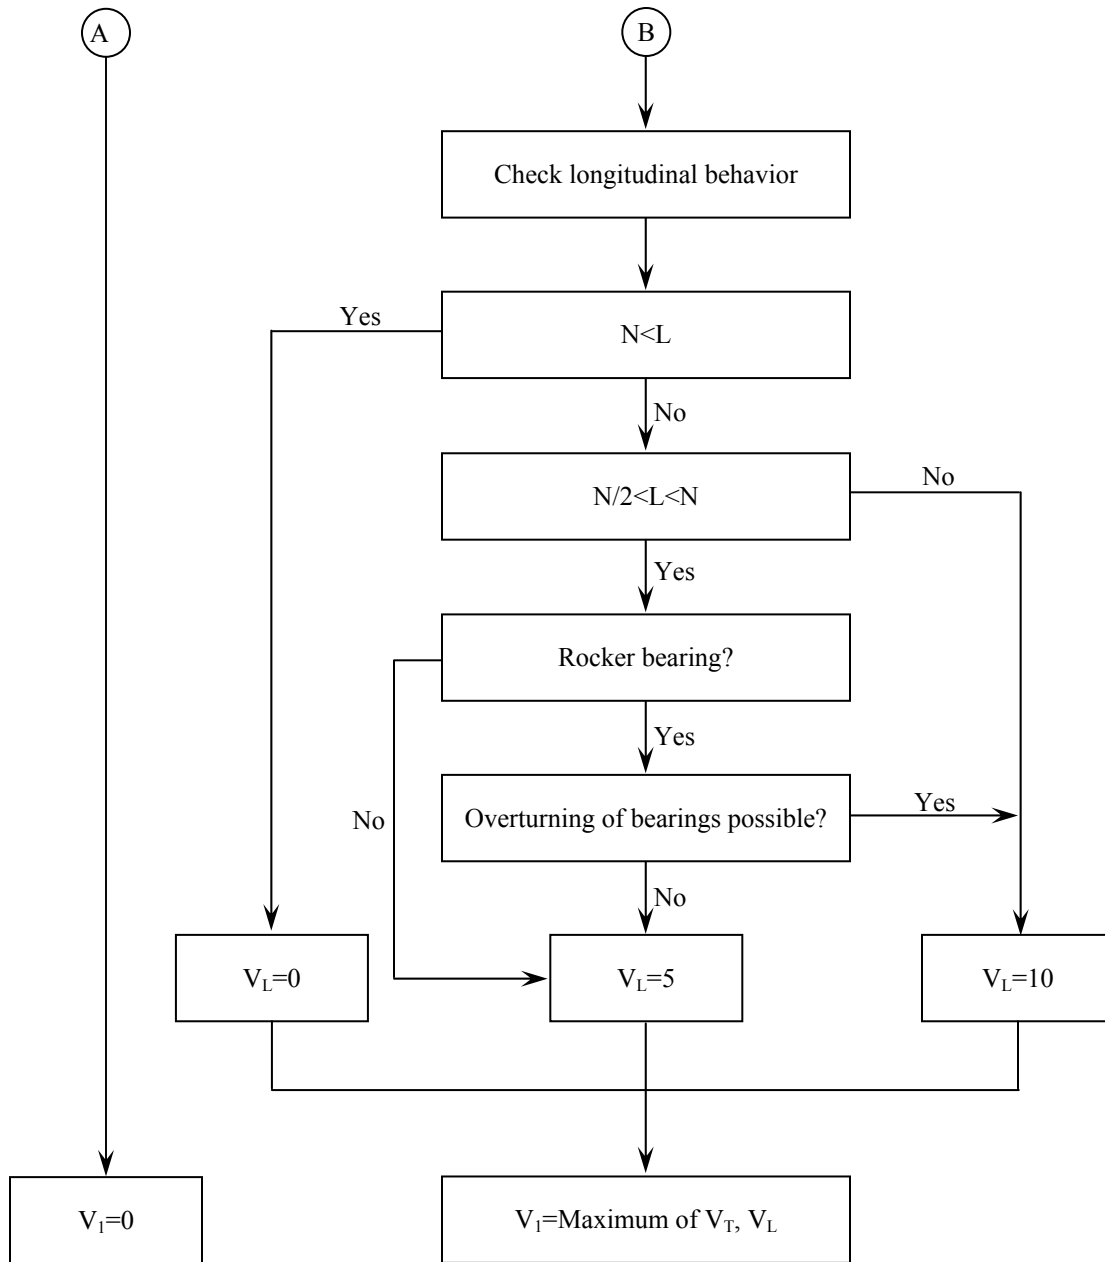 A
B
Check longitudinal behavior
Yes
N<L
No
N/2<L<N
No
Yes
Rocker bearing?
Yes
No
Overturning of bearings possible?
Yes
No
V_L=0
V_L=5
V_L=10
V_1=0
V_1=Maximum of V_T, V_L